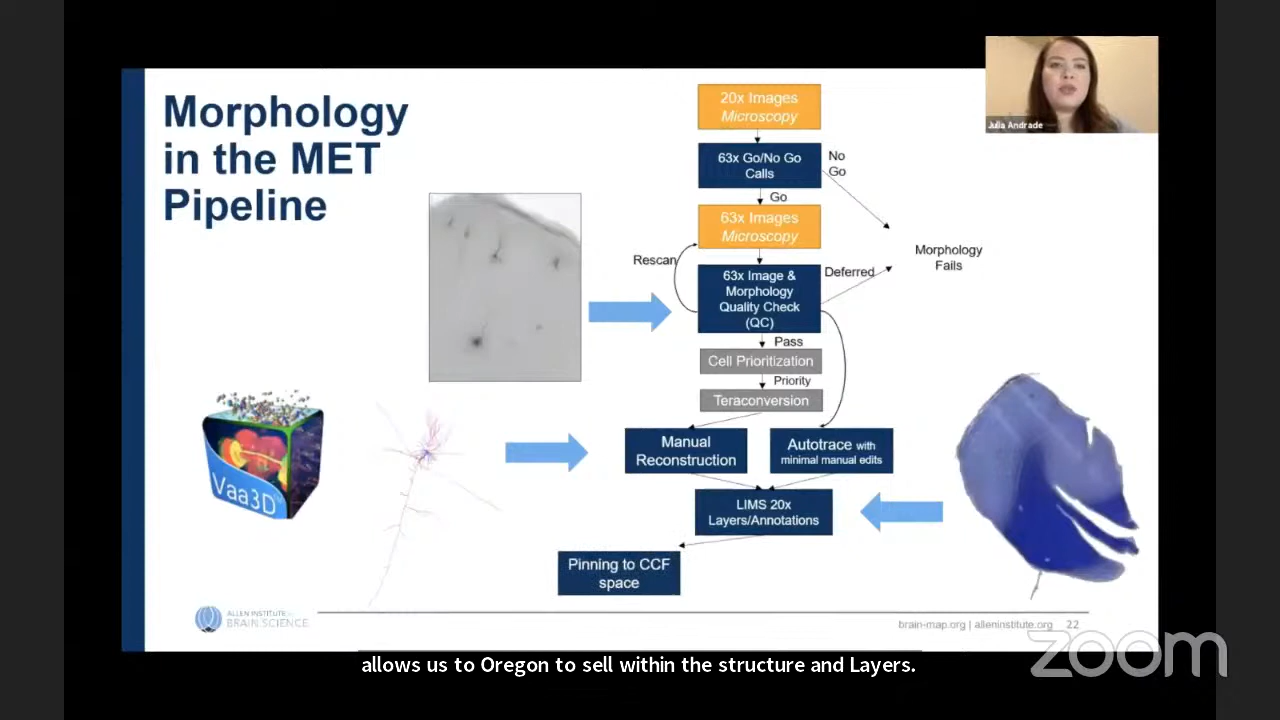 Morphology
in the MET
Pipeline
20x Images
Microscopy
63x Go/No Go
Calls
No
Go
Go
63x Images
Microscopy
Rescan
63x Image &
Morphology
Quality Check
(QC)
Deferred
Morphology
Fails
Pass
Cell Prioritization
Priority
Teraconversion
Manual
Reconstruction
Autotrace with
minimal manual edits
LIMS 20x
Layers/Annotations
Pinning to CCF
space
Vaa3D
ALLEN INSTITUTE for
BRAIN SCIENCE
brain-map.org | alleninstitute.org 22
Julia Andrade
zoom
allows us to Oregon to sell within the structure and Layers.